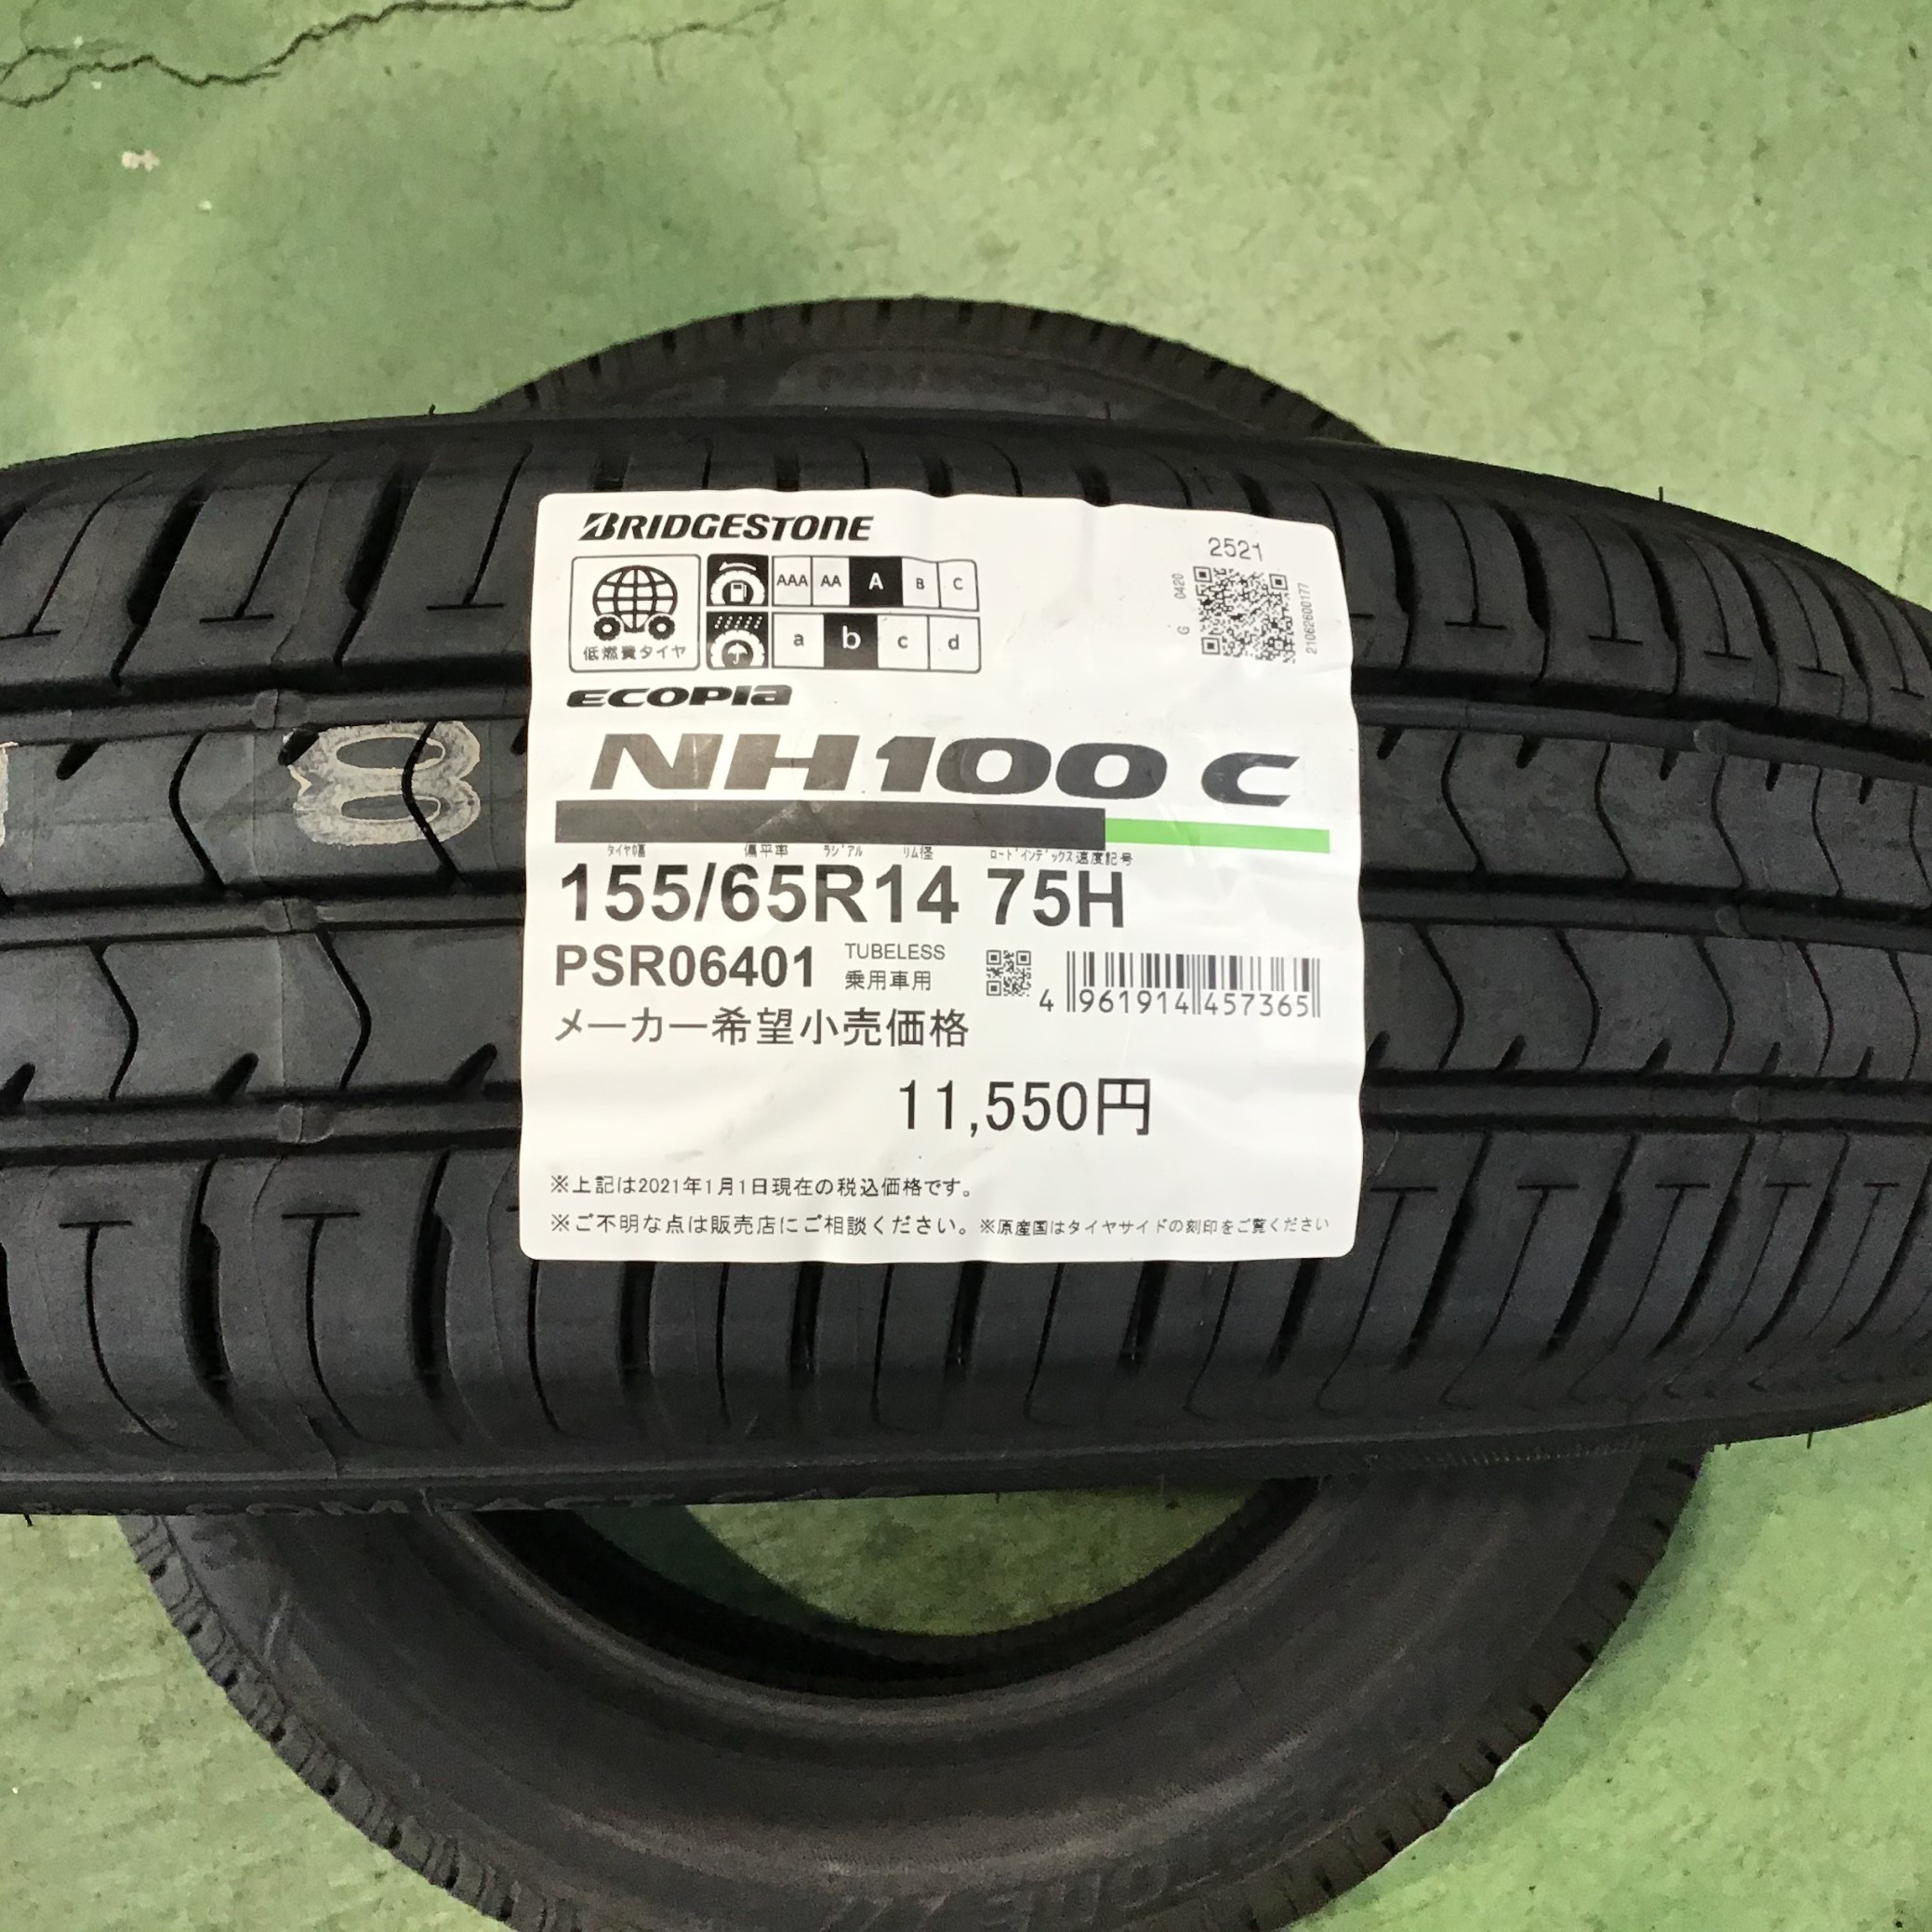 BRIDGESTONE
2521
G 0420
21062600177
AAA AA A B C
a b c d
低燃費タイヤ
ECOPIA
NH100 C
タイヤ幅 偏平率 ラジアル リム径 ロードインデックス 速度記号
155/65R14 75H
PSR06401 TUBELESS
乗用車用
4 961914 457365
メーカー希望小売価格
11,550円
※上記は2021年1月1日現在の税込価格です。
※ご不明な点は販売店にご相談ください。※原産国はタイヤサイドの刻印をご覧ください
8